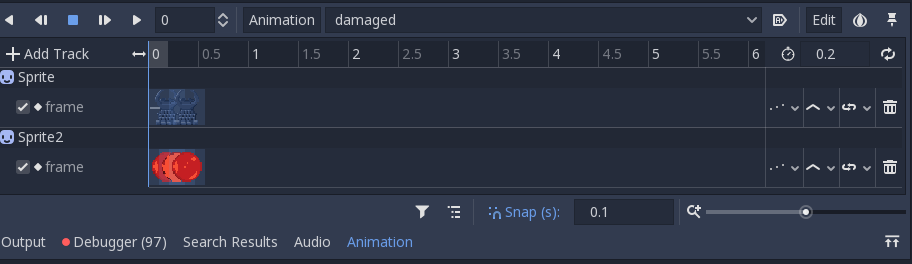 0 Animation damaged Edit
Add Track 0 0.5 1 1.5 2 2.5 3 3.5 4 4.5 5 5.5 6 0.2
Sprite
frame
Sprite2
frame
Snap (s): 0.1
Output Debugger (97) Search Results Audio Animation